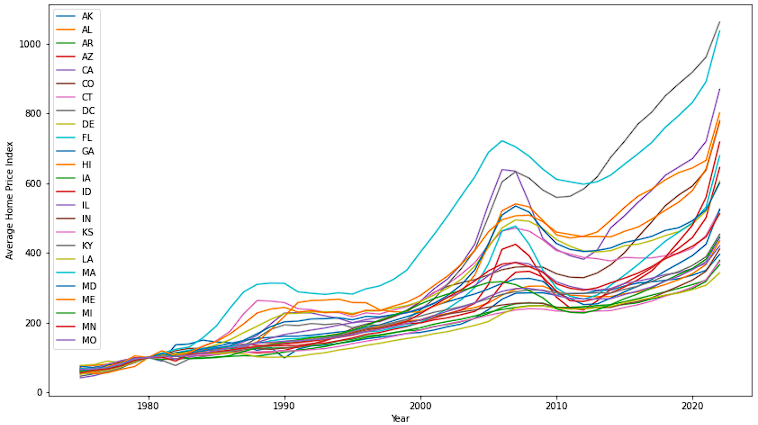 AK
AL
AR
AZ
CA
CO
CT
DC
DE
FL
GA
HI
IA
ID
IL
IN
KS
KY
LA
MA
MD
ME
MI
MN
MO
1000
800
600
400
200
0
Average Home Price Index
1980 1990 2000 2010 2020
Year